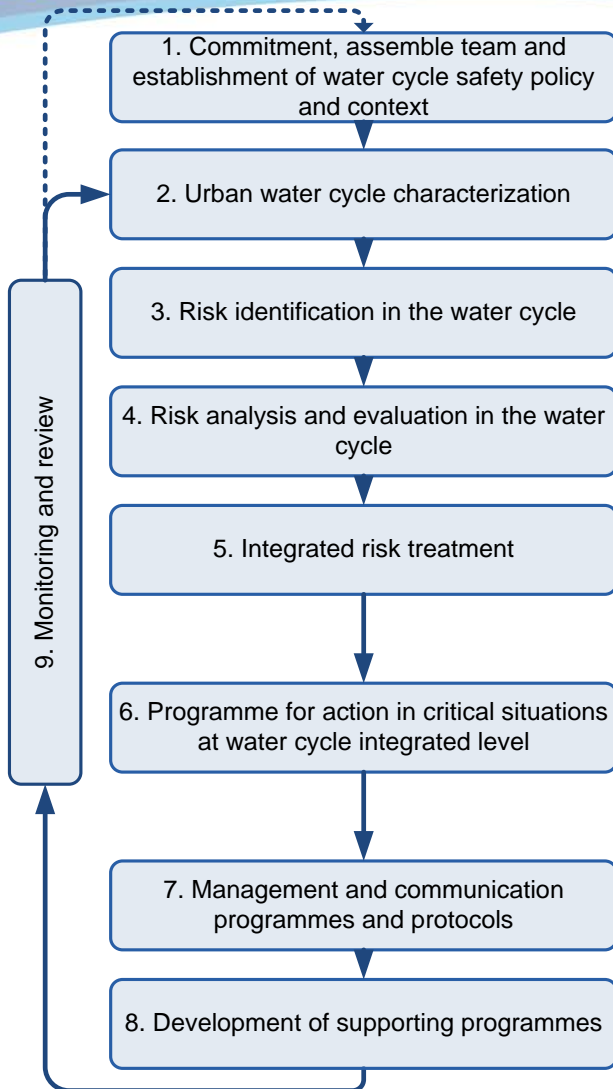 1. Commitment, assemble team and
establishment of water cycle safety policy
and context
2. Urban water cycle characterization
3. Risk identification in the water cycle
4. Risk analysis and evaluation in the water
cycle
5. Integrated risk treatment
6. Programme for action in critical situations
at water cycle integrated level
7. Management and communication
programmes and protocols
8. Development of supporting programmes
9. Monitoring and review